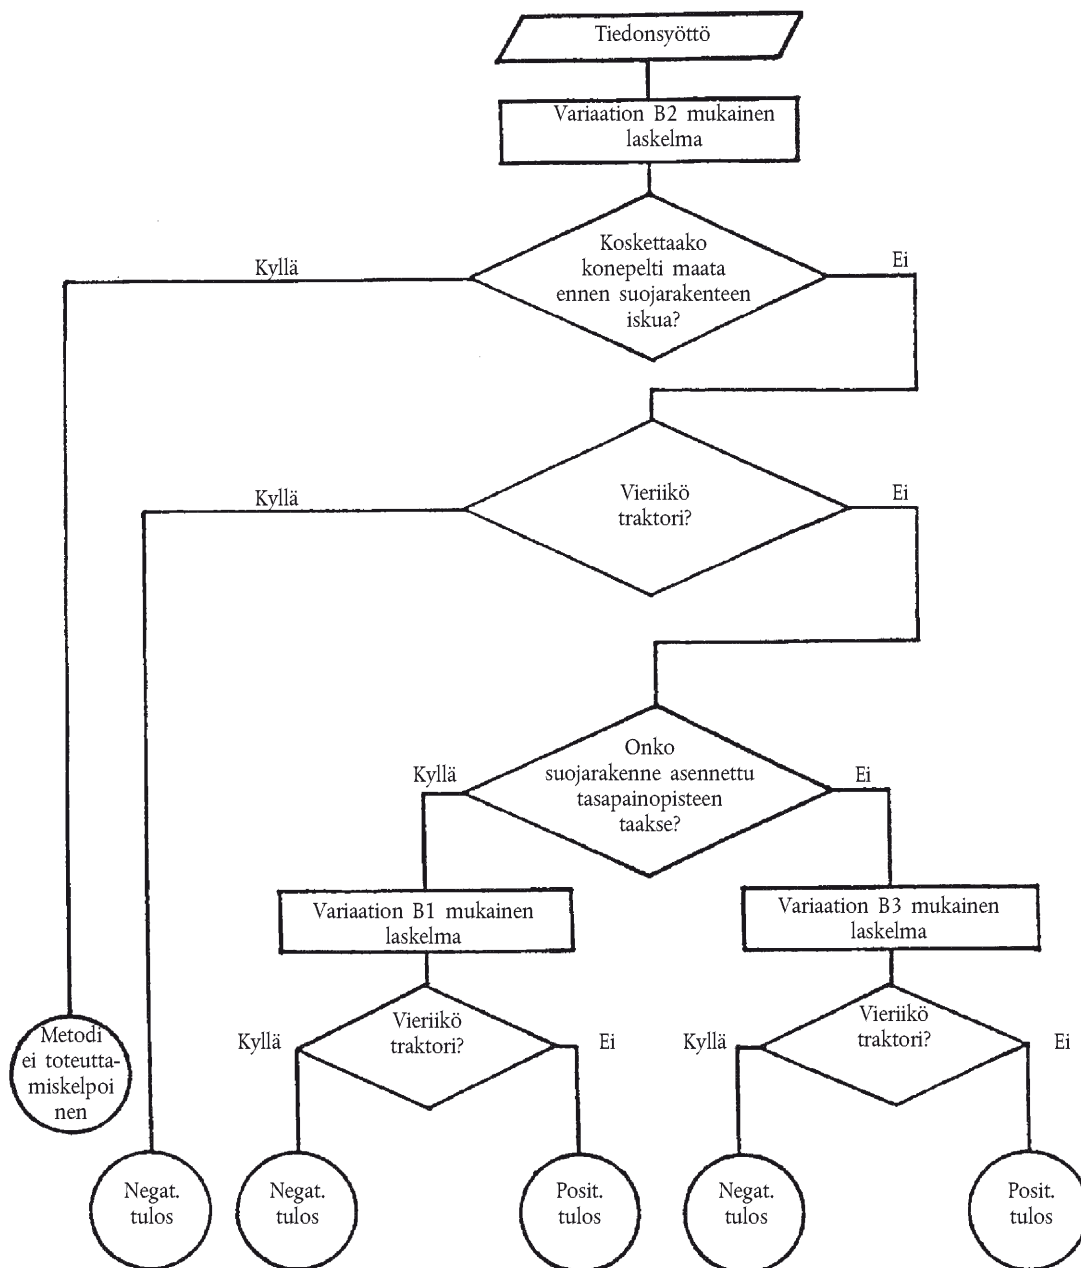 Tiedonsyöttö
Variaation B2 mukainen
laskelma
Koskettaako
konepelti maata
ennen suojarakenteen
iskua?
Kyllä
Ei
Vieriikö
traktori?
Kyllä
Ei
Onko
suojarakenne asennettu
tasapainopisteen
taakse?
Kyllä
Ei
Variaation B1 mukainen
laskelma
Variaation B3 mukainen
laskelma
Vieriikö
traktori?
Kyllä
Ei
Vieriikö
traktori?
Kyllä
Ei
Metodi
ei toteutta-
miskelpoi
nen
Negat.
tulos
Negat.
tulos
Posit.
tulos
Negat.
tulos
Posit.
tulos